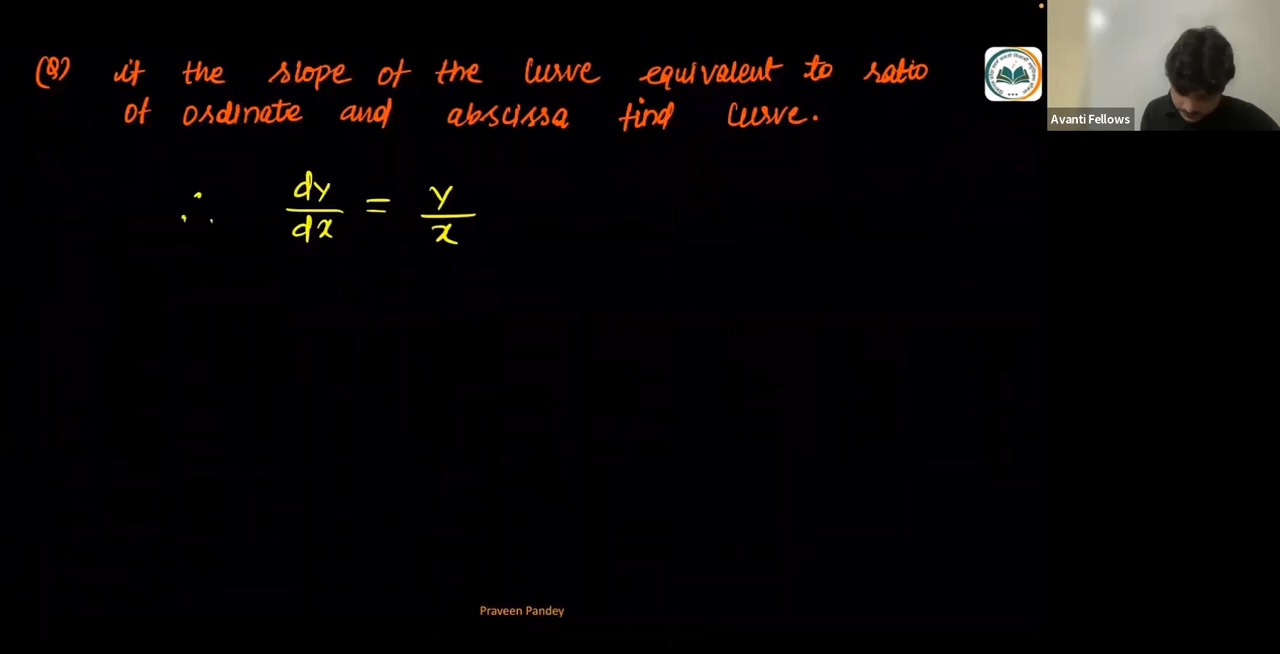 (Q) if the slope of the curve equivalent to ratio
of ordinate and abscissa find curve.
∴ dy/dx = y/x
Avanti Fellows
Praveen Pandey